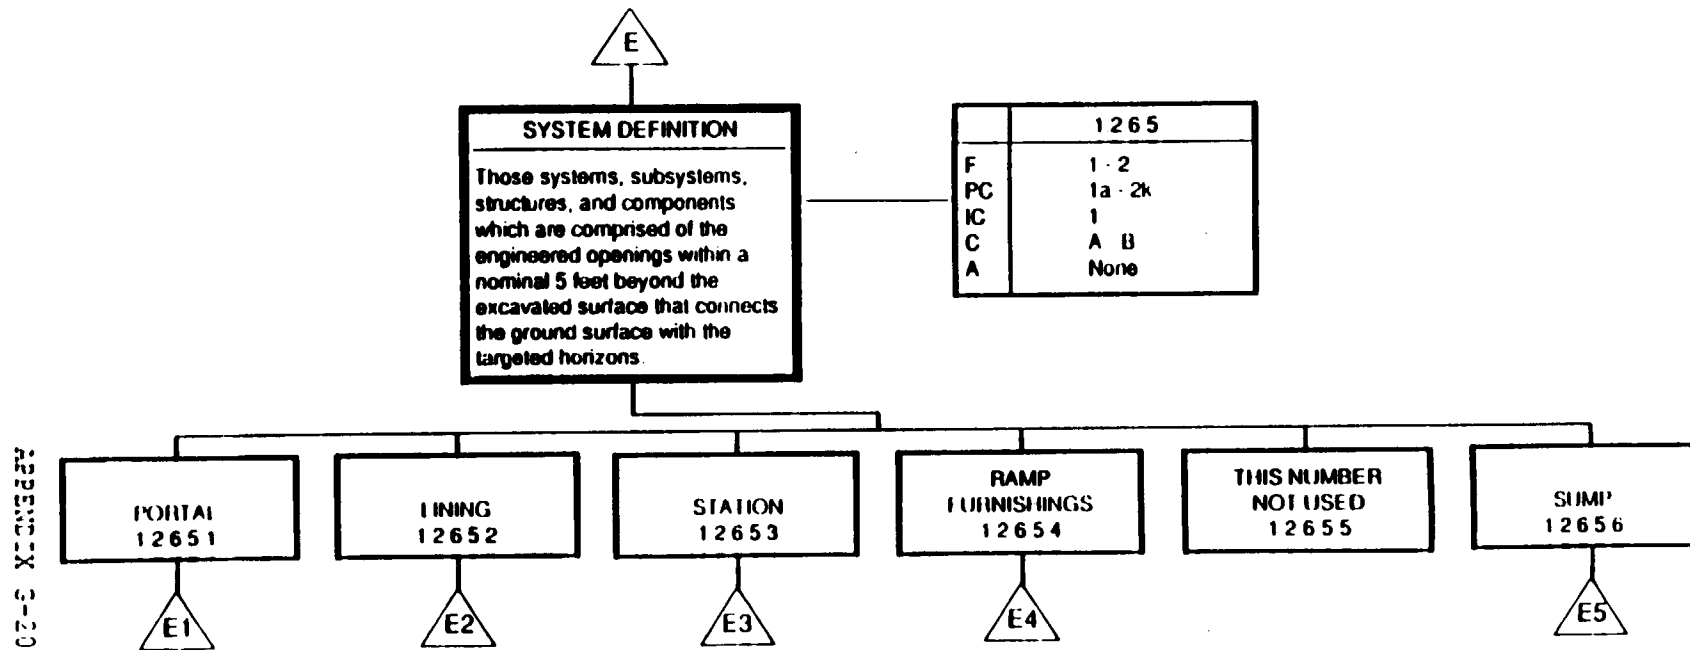 E
SYSTEM DEFINITION
Those systems, subsystems,
structures, and components
which are comprised of the
engineered openings within a
nominal 5 feet beyond the
excavated surface that connects
the ground surface with the
targeted horizons.
1265
F 1 - 2
PC 1a - 2k
IC 1
C A B
A None
PORTAL
12651
LINING
12652
STATION
12653
RAMP
FURNISHINGS
12654
THIS NUMBER
NOT USED
12655
SUMP
12656
E1
E2
E3
E4
E5
APPENDIX